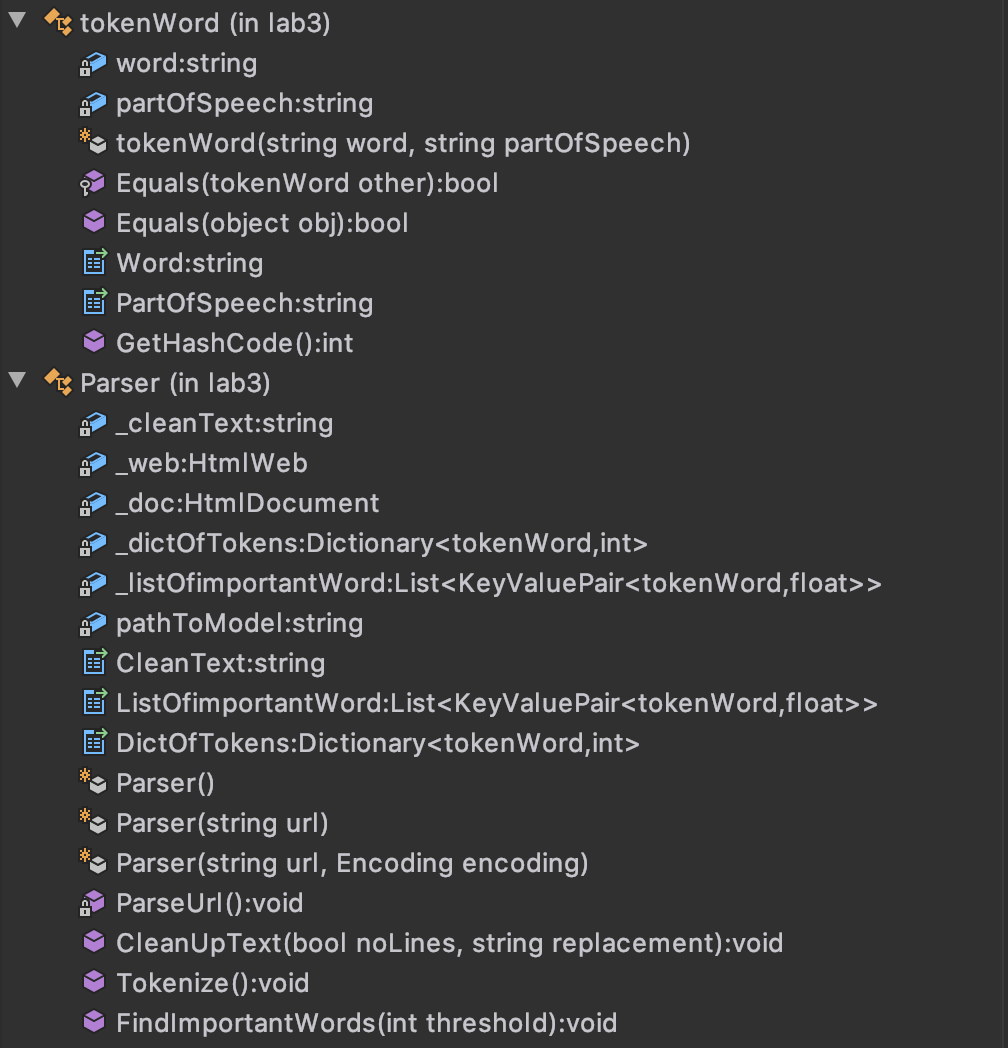 tokenWord (in lab3)
word:string
partOfSpeech:string
tokenWord(string word, string partOfSpeech)
Equals(tokenWord other):bool
Equals(object obj):bool
Word:string
PartOfSpeech:string
GetHashCode():int
Parser (in lab3)
_cleanText:string
_web:HtmlWeb
_doc:HtmlDocument
_dictOfTokens:Dictionary<tokenWord,int>
_listOfimportantWord:List<KeyValuePair<tokenWord,float>>
pathToModel:string
CleanText:string
ListOfimportantWord:List<KeyValuePair<tokenWord,float>>
DictOfTokens:Dictionary<tokenWord,int>
Parser()
Parser(string url)
Parser(string url, Encoding encoding)
ParseUrl():void
CleanUpText(bool noLines, string replacement):void
Tokenize():void
FindImportantWords(int threshold):void